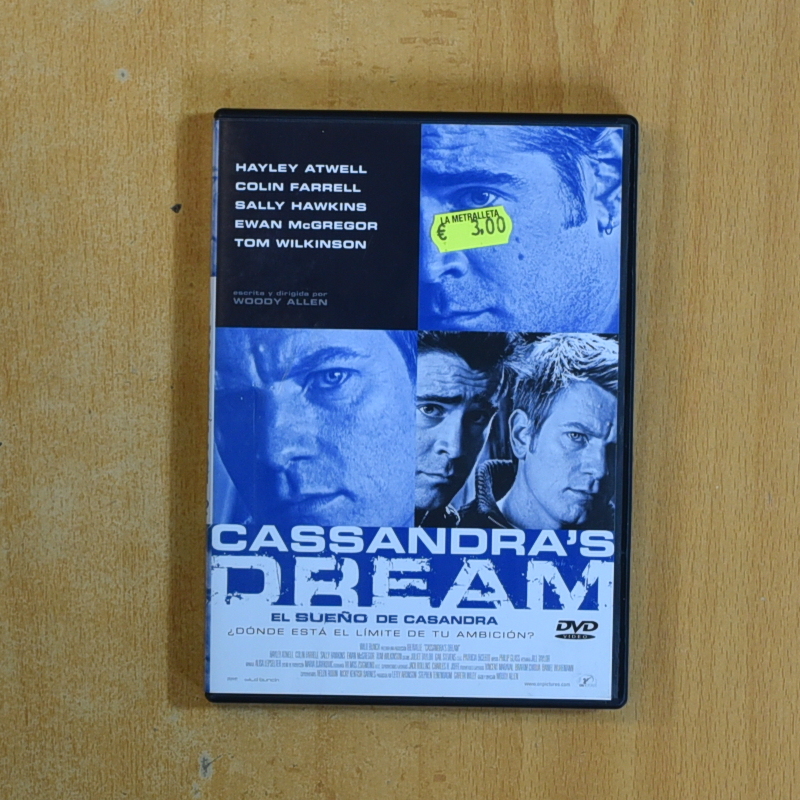 HAYLEY ATWELL
COLIN FARRELL
SALLY HAWKINS
EWAN McGREGOR
TOM WILKINSON
escrita y dirigida por
WOODY ALLEN
LA METRALLETA
€ 3.00
CASSANDRA'S
DREAM
EL SUEÑO DE CASANDRA
¿DÓNDE ESTÁ EL LÍMITE DE TU AMBICIÓN?
DVD
VIDEO